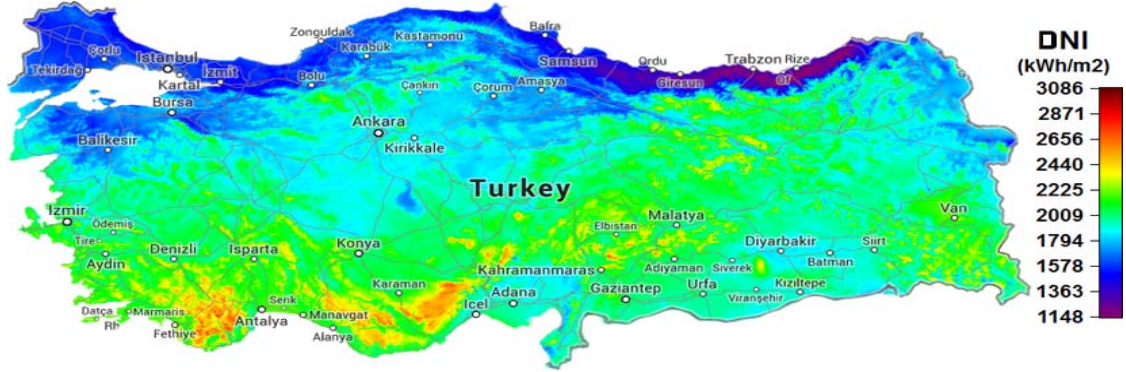 Bafra
Zonguldak
Kastamonu
Çorlu
Karabük
Istanbul
Samsun
Ordu
Trabzon Rize
Tekirdağ
Kartal
İzmit
Bolu
Giresun
Of
Çankırı
Amasya
Çorum
Bursa
Ankara
Kirikkale
Balikesir
Turkey
Izmir
Ödemiş
Elbistan
Malatya
Van
Tire
Denizli
Isparta
Konya
Diyarbakir
Siirt
Aydin
Kahramanmaras
Adıyaman
Siverek
Batman
Karaman
Adana
Gaziantep
Urfa
Viranşehir
Kızıltepe
Icel
Datça
Marmaris
Serik
Antalya
Manavgat
Rh
Fethiye
Alanya
DNI
(kWh/m2)
3086
2871
2656
2440
2225
2009
1794
1578
1363
1148